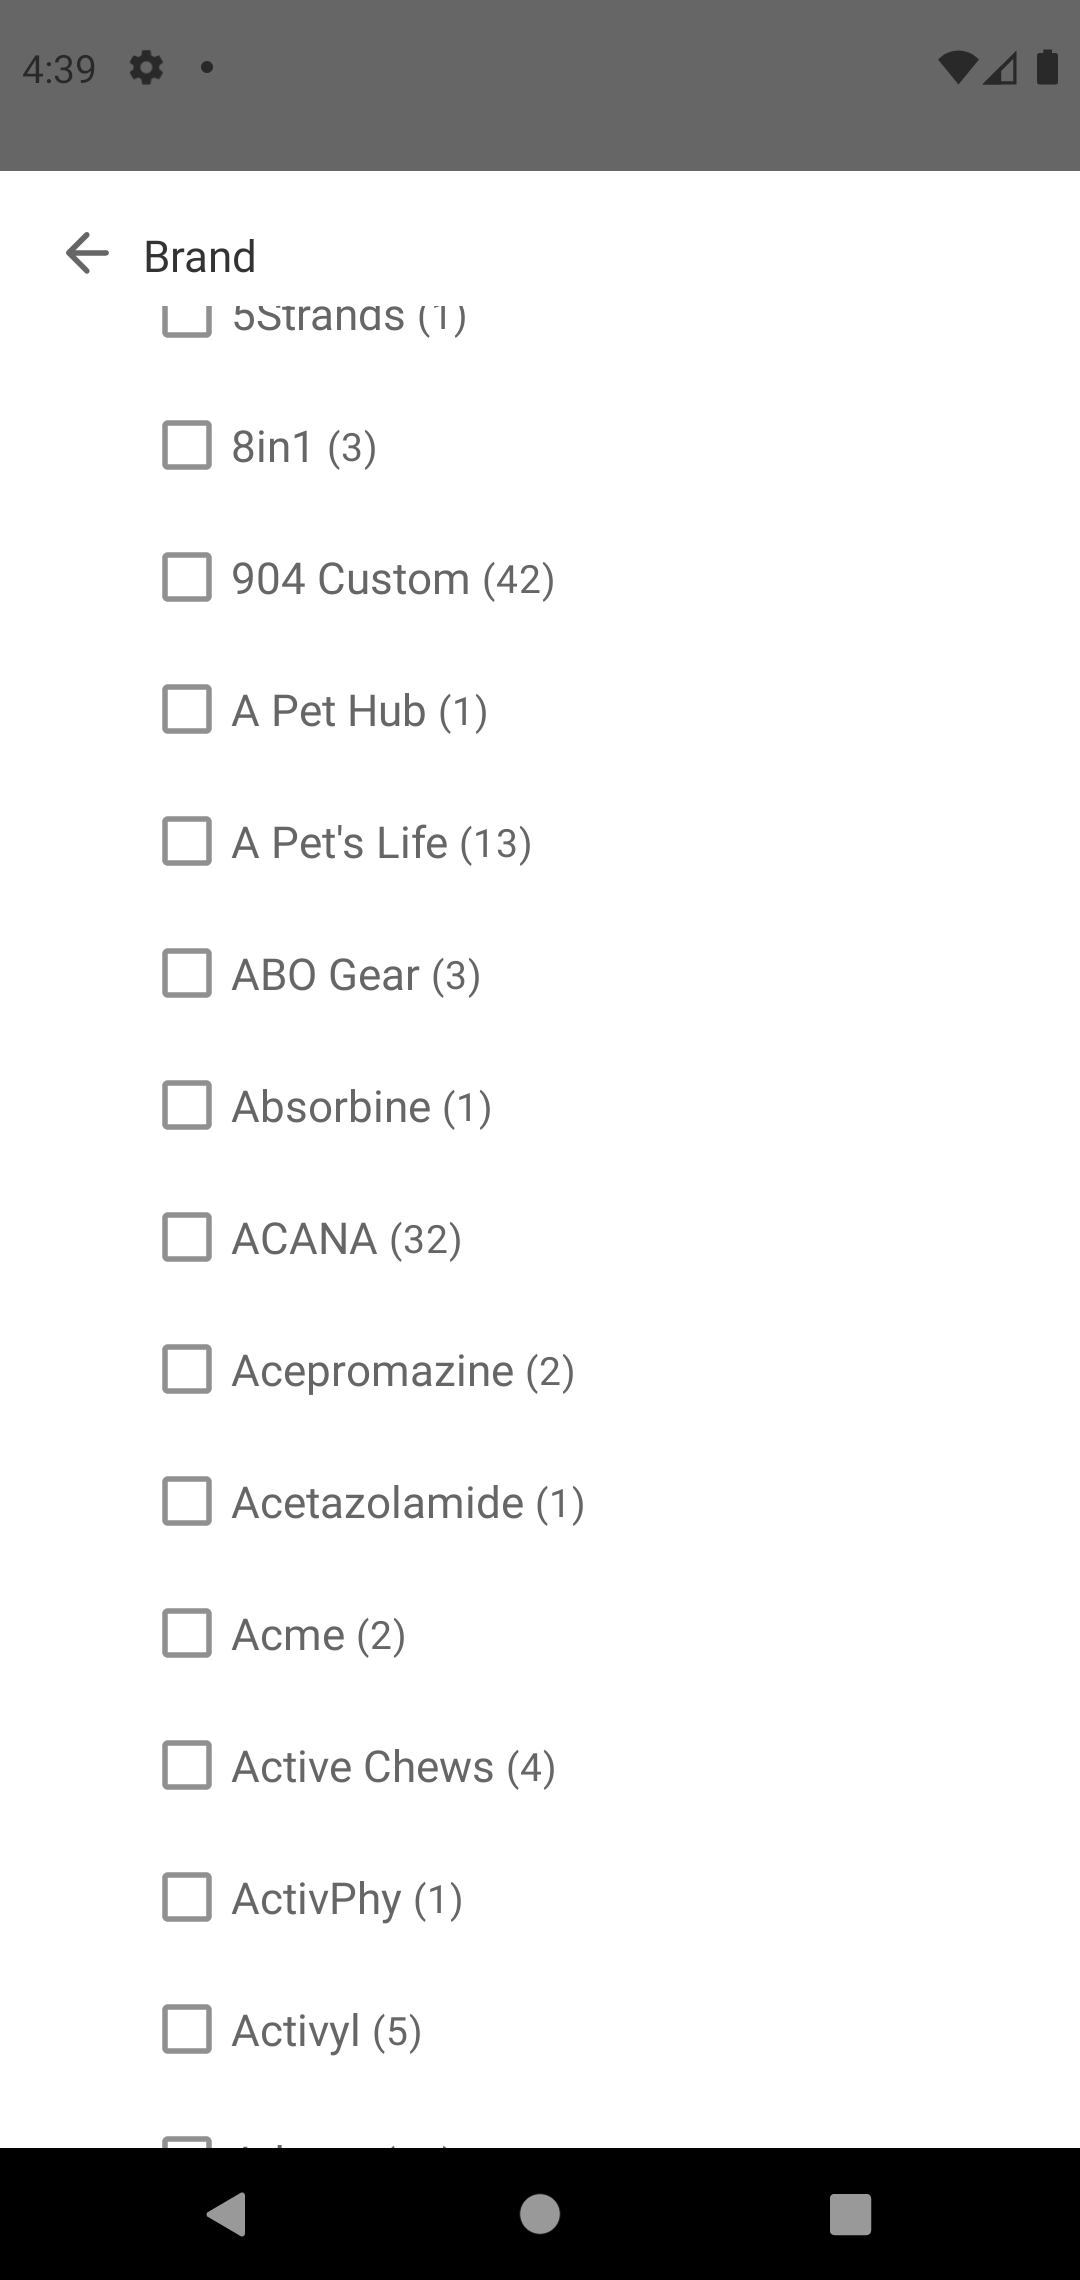 4:39
Brand
5Strands (1)
8in1 (3)
904 Custom (42)
A Pet Hub (1)
A Pet's Life (13)
ABO Gear (3)
Absorbine (1)
ACANA (32)
Acepromazine (2)
Acetazolamide (1)
Acme (2)
Active Chews (4)
ActivPhy (1)
Activyl (5)